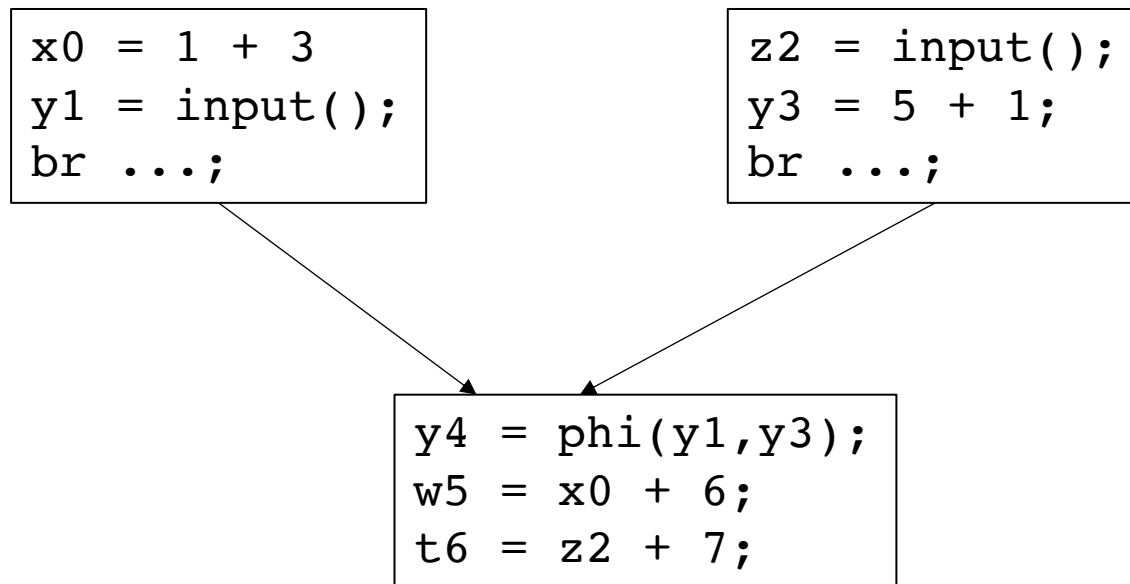 x0 = 1 + 3
y1 = input();
br ...;
z2 = input();
y3 = 5 + 1;
br ...;
y4 = phi(y1,y3);
w5 = x0 + 6;
t6 = z2 + 7;